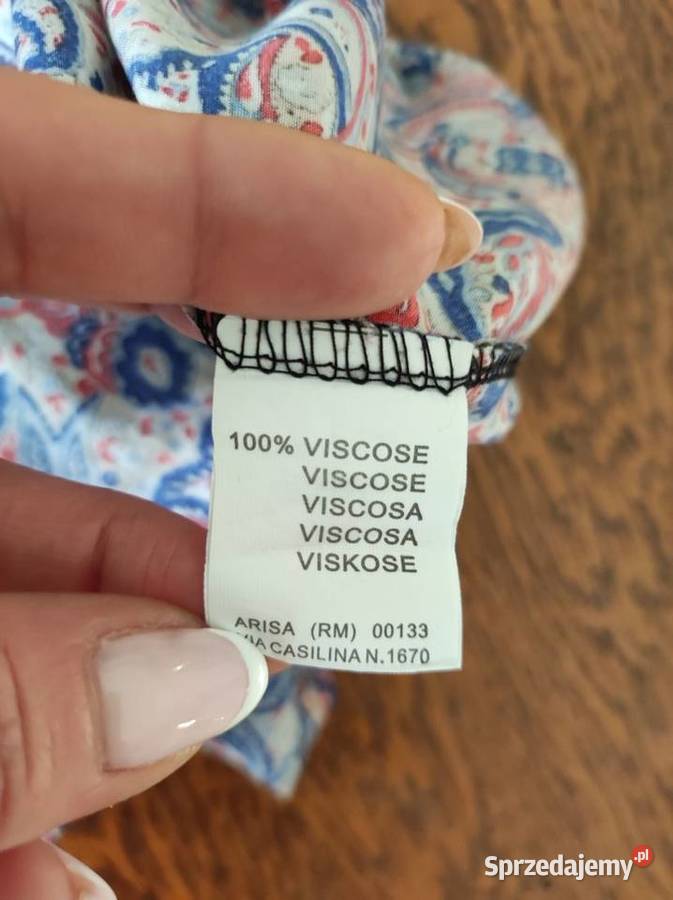 100% VISCOSE
VISCOSE
VISCOSA
VISCOSA
VISKOSE
ARISA (RM) 00133
VIA CASILINA N.1670
Sprzedajemy.pl